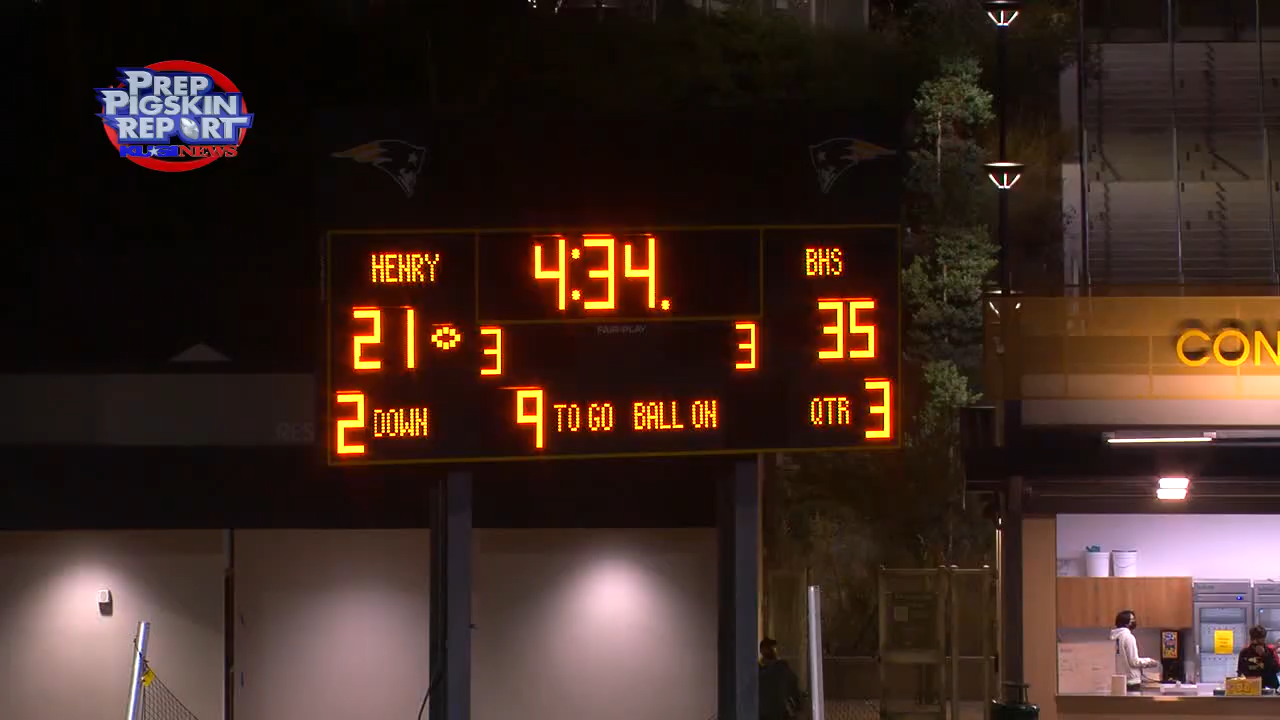 PREP
PIGSKIN
REPORT
KUSI NEWS
HENRY 4:34. BHS
21 3 3 35
FAIR-PLAY
2 DOWN 9 TO GO BALL ON QTR 3
RES
CON